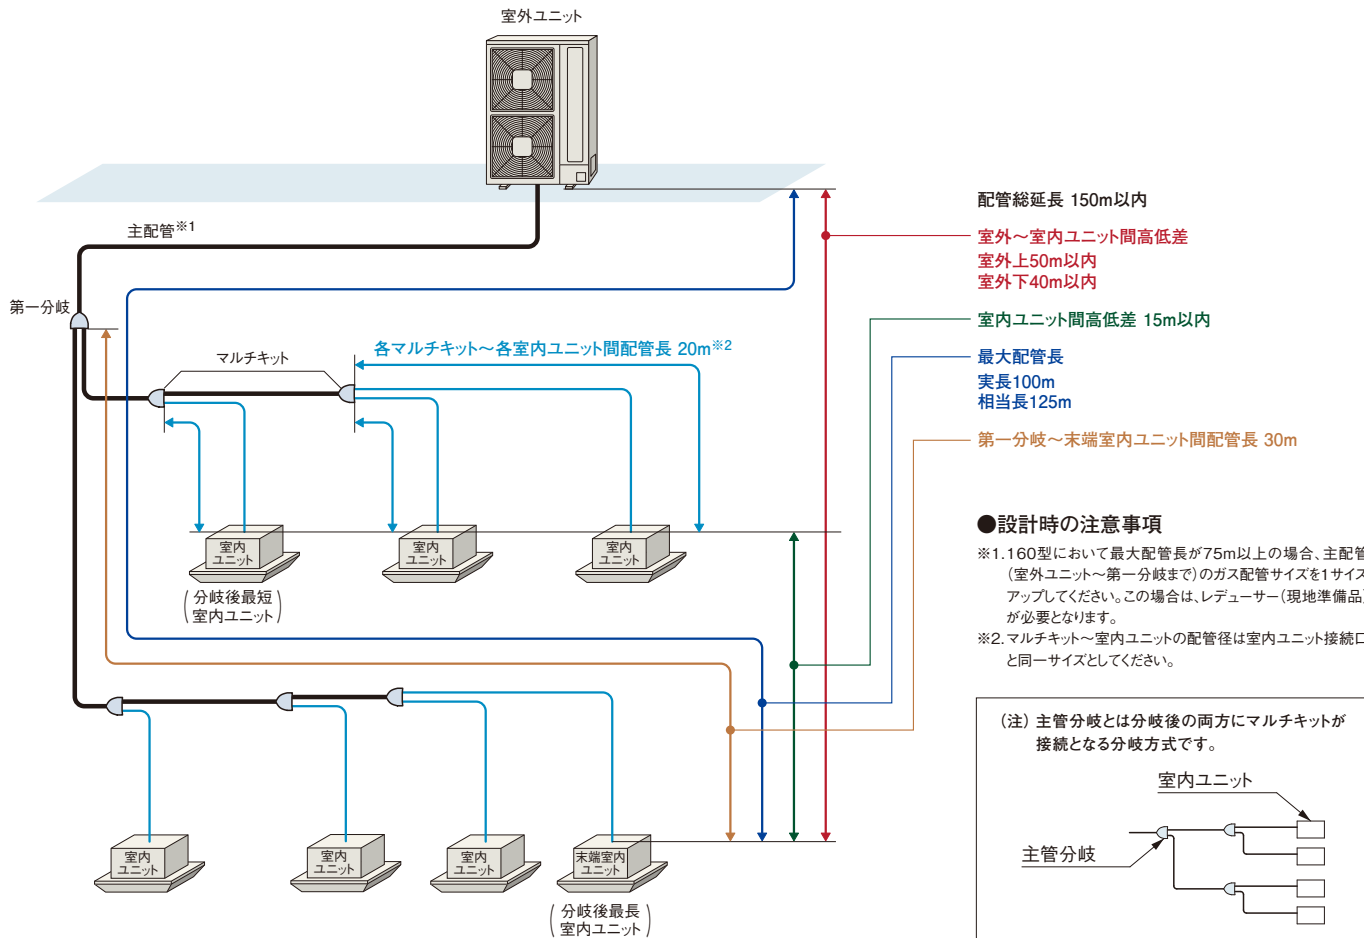 室外ユニット
主配管※1
第一分岐
マルチキット
各マルチキット～各室内ユニット間配管長 20m※2
室内
ユニット
(分岐後最短
室内ユニット)
室内
ユニット
室内
ユニット
室内
ユニット
室内
ユニット
室内
ユニット
末端室内
ユニット
(分岐後最長
室内ユニット)
配管総延長 150m以内
室外～室内ユニット間高低差
室外上50m以内
室外下40m以内
室内ユニット間高低差 15m以内
最大配管長
実長100m
相当長125m
第一分岐～末端室内ユニット間配管長 30m
●設計時の注意事項
※1.160型において最大配管長が75m以上の場合、主配管
(室外ユニット～第一分岐まで)のガス配管サイズを1サイズ
アップしてください。この場合は、レデューサー(現地準備品)
が必要となります。
※2.マルチキット～室内ユニットの配管径は室内ユニット接続口
と同一サイズとしてください。
(注) 主管分岐とは分岐後の両方にマルチキットが
接続となる分岐方式です。
室内ユニット
主管分岐